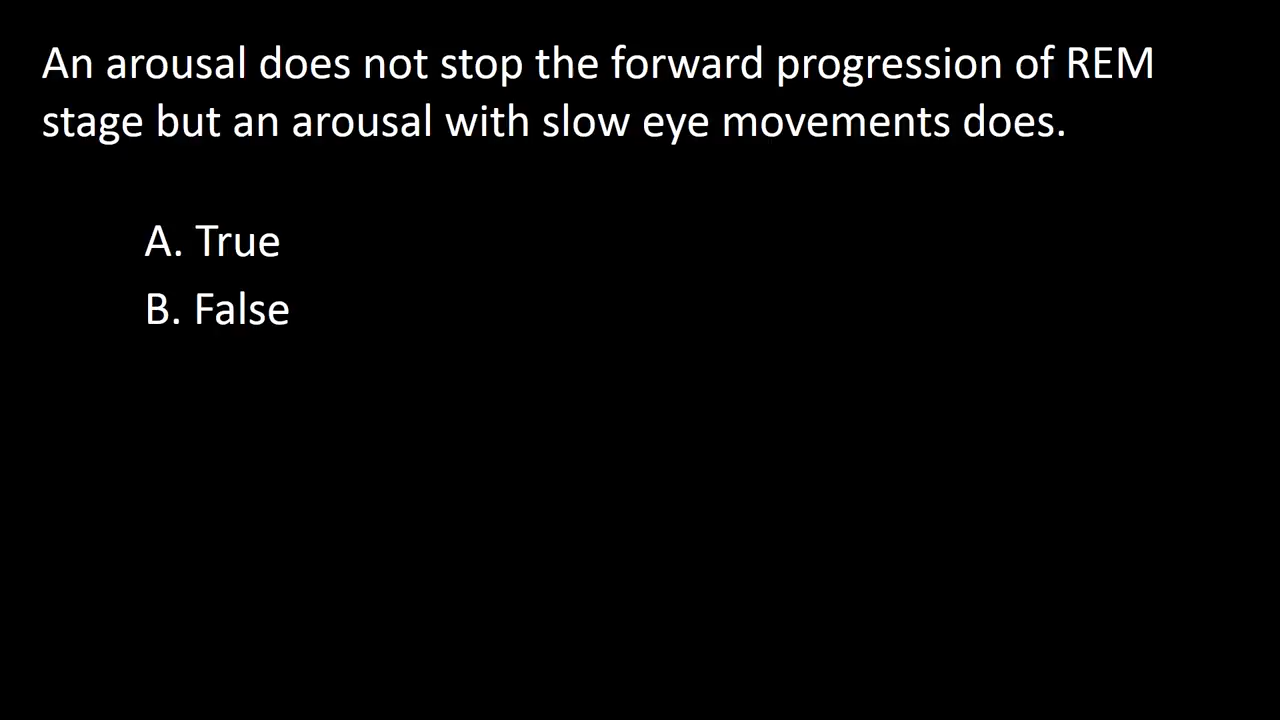 An arousal does not stop the forward progression of REM
stage but an arousal with slow eye movements does.
A. True
B. False